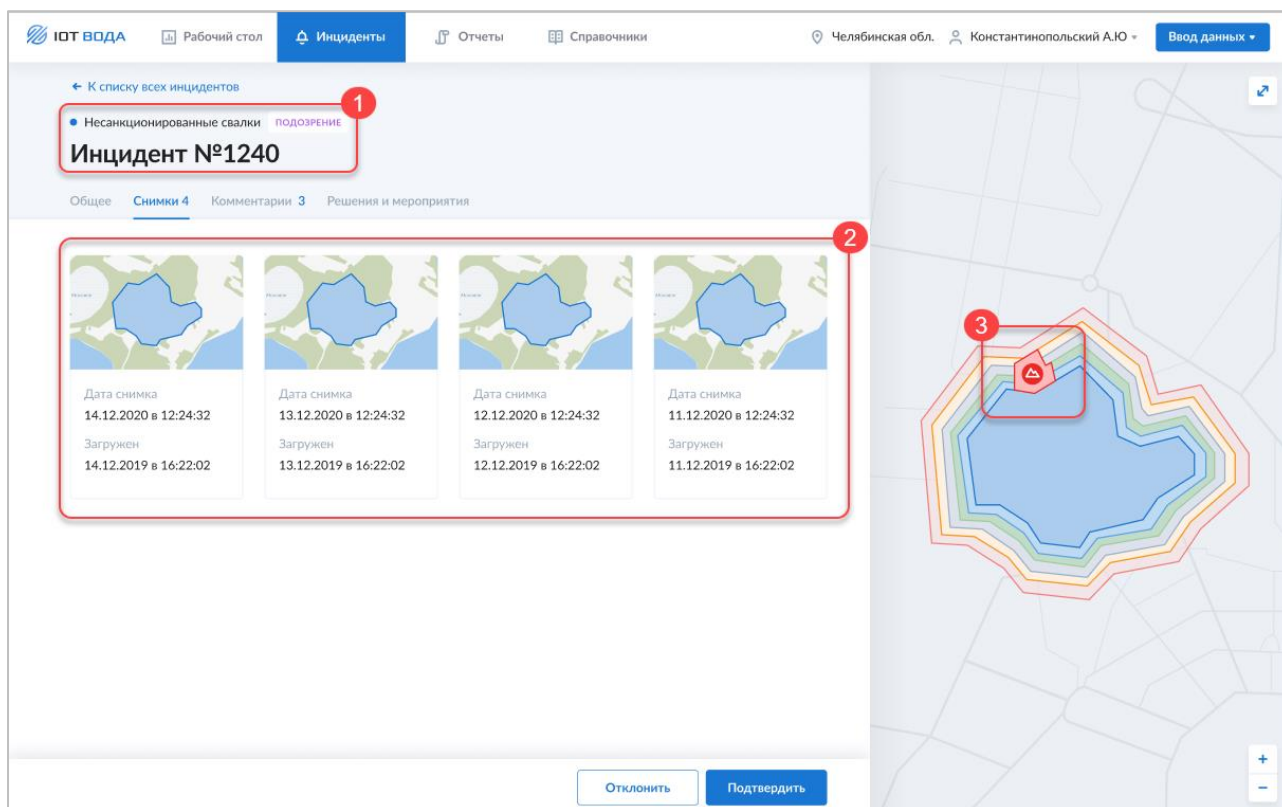 IOT ВОДА Рабочий стол Инциденты Отчеты Справочники Челябинская обл. Константинопольский А.Ю Ввод данных
К списку всех инцидентов
1
Несанкционированные свалки ПОДОЗРЕНИЕ
Инцидент №1240
Общее Снимки 4 Комментарии 3 Решения и мероприятия
2
Дата снимка Дата снимка Дата снимка Дата снимка
14.12.2020 в 12:24:32 13.12.2020 в 12:24:32 12.12.2020 в 12:24:32 11.12.2020 в 12:24:32
Загружен Загружен Загружен Загружен
14.12.2019 в 16:22:02 13.12.2019 в 16:22:02 12.12.2019 в 16:22:02 11.12.2019 в 16:22:02
3
Отклонить Подтвердить
+
−